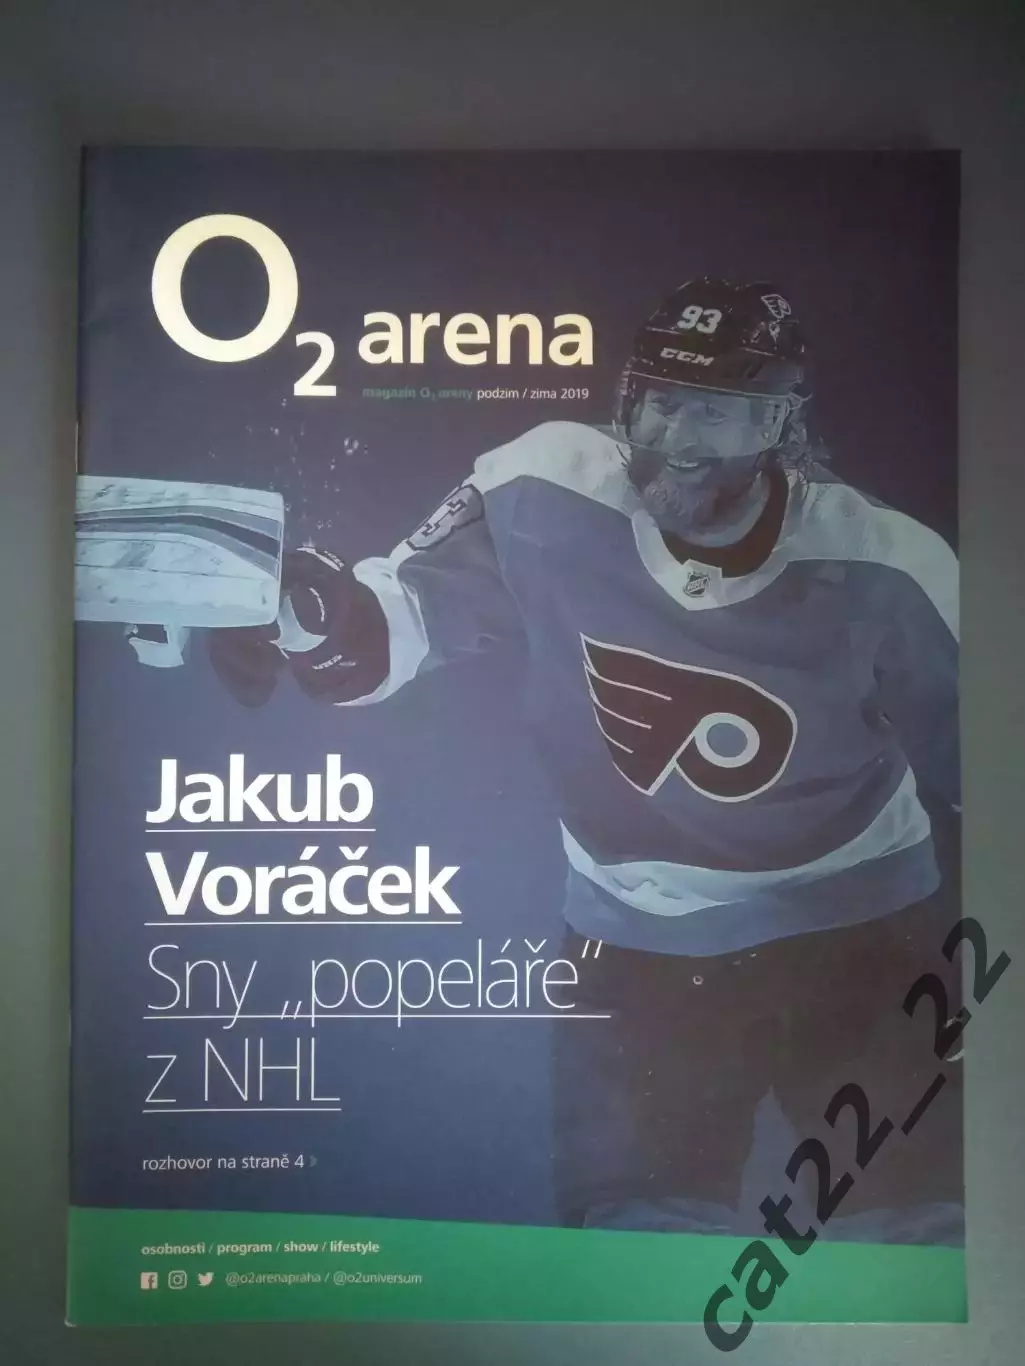 O2 arena
magazín O2 areny podzim / zima 2019
93
CCM
NHL
Jakub
Voráček
Sny „popeláře“
z NHL
rozhovor na straně 4
osobnosti / program / show / lifestyle
@o2arenapraha / @o2universum
cat22_22